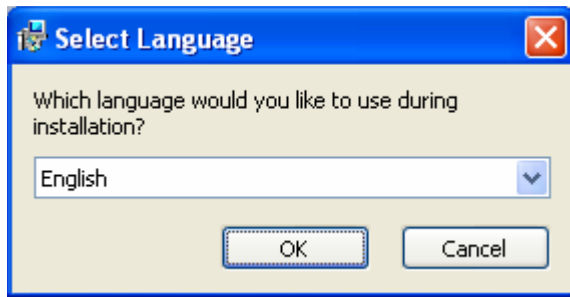 Select Language
Which language would you like to use during
installation?
English
OK
Cancel